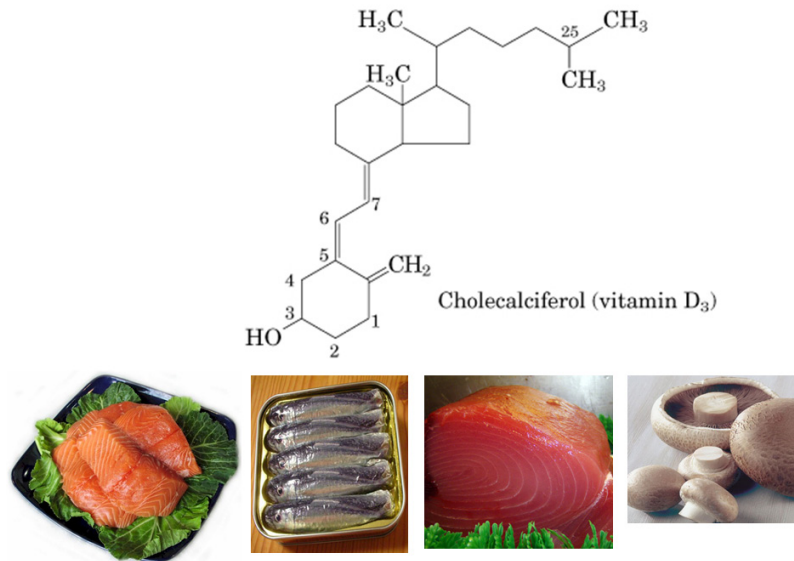 H₃C
25
CH₃
H₃C
CH₃
7
6
5
4
CH₂
3
1
HO
2
Cholecalciferol (vitamin D₃)